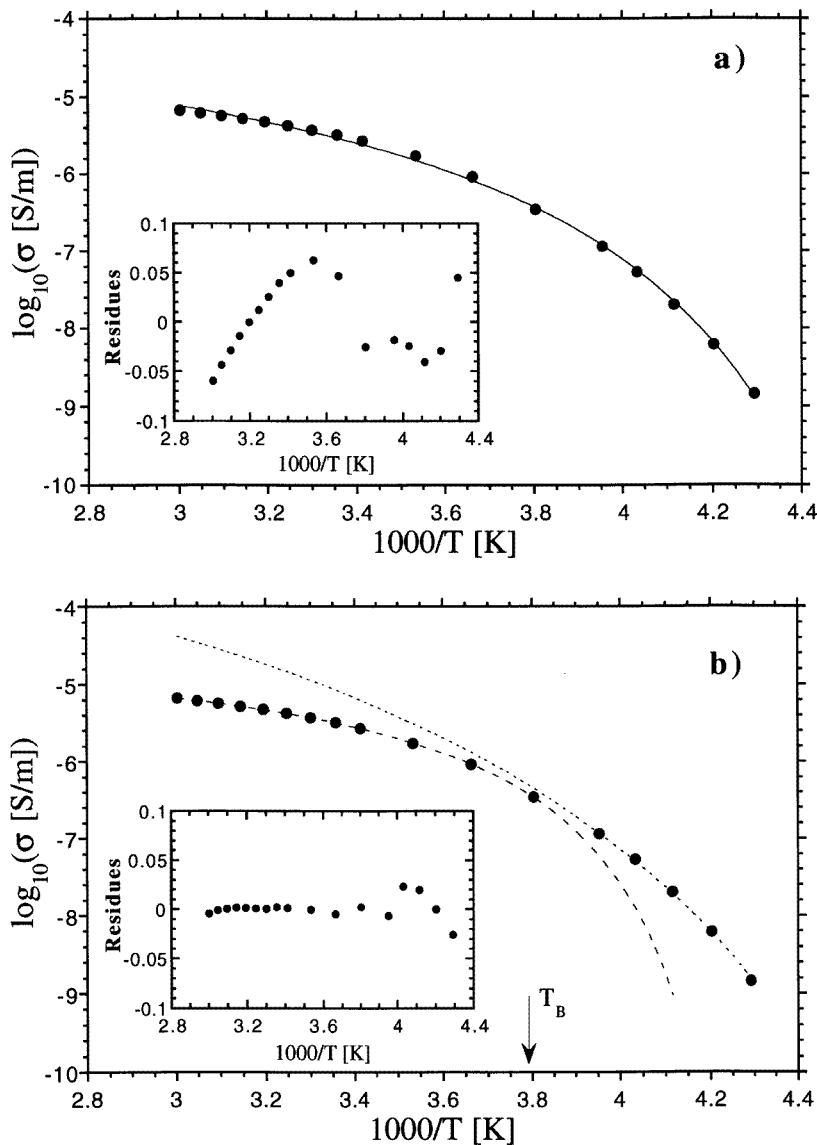 a)
-4
-5
-6
-7
-8
-9
-10
log10(σ [S/m])
0.1
0.05
0
-0.05
-0.1
Residues
2.8 3.2 3.6 4 4.4
1000/T [K]
2.8 3 3.2 3.4 3.6 3.8 4 4.2 4.4
1000/T [K]
b)
-4
-5
-6
-7
-8
-9
-10
log10(σ [S/m])
0.1
0.05
0
-0.05
-0.1
Residues
2.8 3.2 3.6 4 4.4
1000/T [K]
TB
2.8 3 3.2 3.4 3.6 3.8 4 4.2 4.4
1000/T [K]